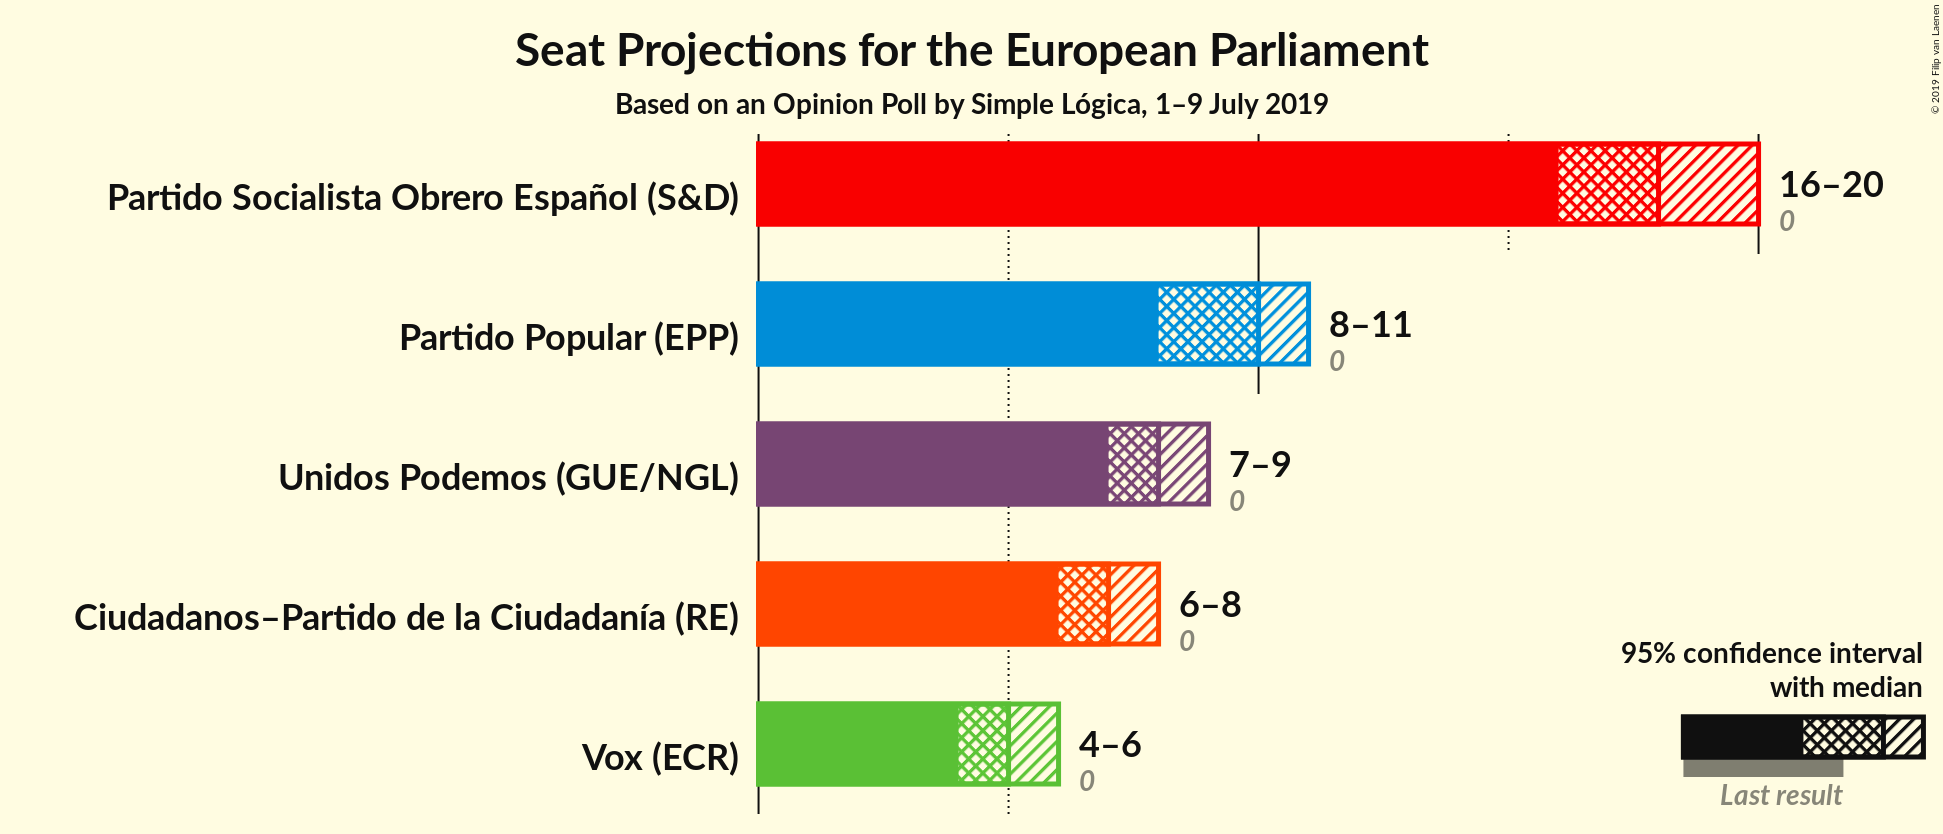 Seat Projections for the European Parliament
Based on an Opinion Poll by Simple Lógica, 1–9 July 2019
© 2019 Filip van Laenen
Partido Socialista Obrero Español (S&D)
16–20
0
Partido Popular (EPP)
8–11
0
Unidos Podemos (GUE/NGL)
7–9
0
Ciudadanos–Partido de la Ciudadanía (RE)
6–8
0
Vox (ECR)
4–6
0
95% confidence interval
with median
Last result